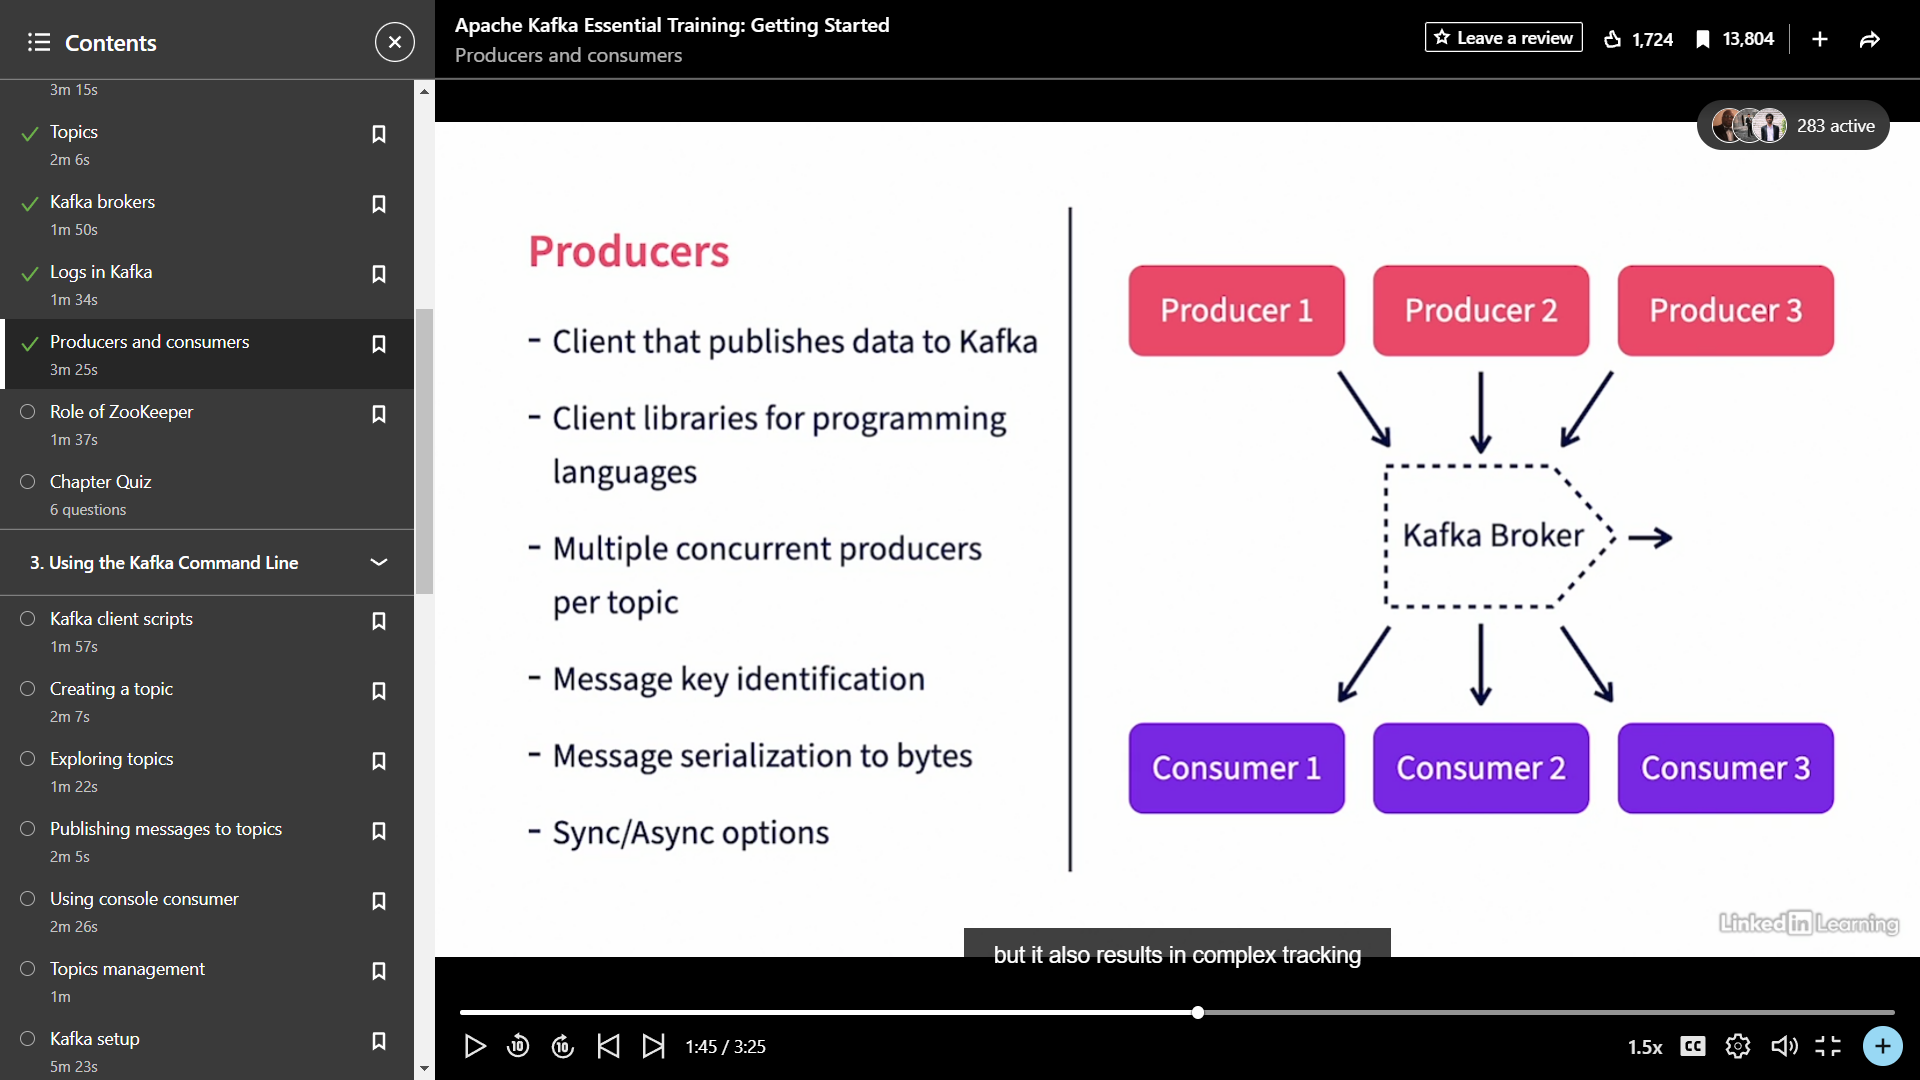 Contents
Apache Kafka Essential Training: Getting Started
Producers and consumers
Leave a review
1,724
13,804
3m 15s
Topics
2m 6s
Kafka brokers
1m 50s
Logs in Kafka
1m 34s
Producers and consumers
3m 25s
Role of ZooKeeper
1m 37s
Chapter Quiz
6 questions
3. Using the Kafka Command Line
Kafka client scripts
1m 57s
Creating a topic
2m 7s
Exploring topics
1m 22s
Publishing messages to topics
2m 5s
Using console consumer
2m 26s
Topics management
1m
Kafka setup
5m 23s
283 active
Producers
- Client that publishes data to Kafka
- Client libraries for programming
languages
- Multiple concurrent producers
per topic
- Message key identification
- Message serialization to bytes
- Sync/Async options
Producer 1
Producer 2
Producer 3
Kafka Broker
Consumer 1
Consumer 2
Consumer 3
Linked in Learning
but it also results in complex tracking
10
10
1:45 / 3:25
1.5x
CC